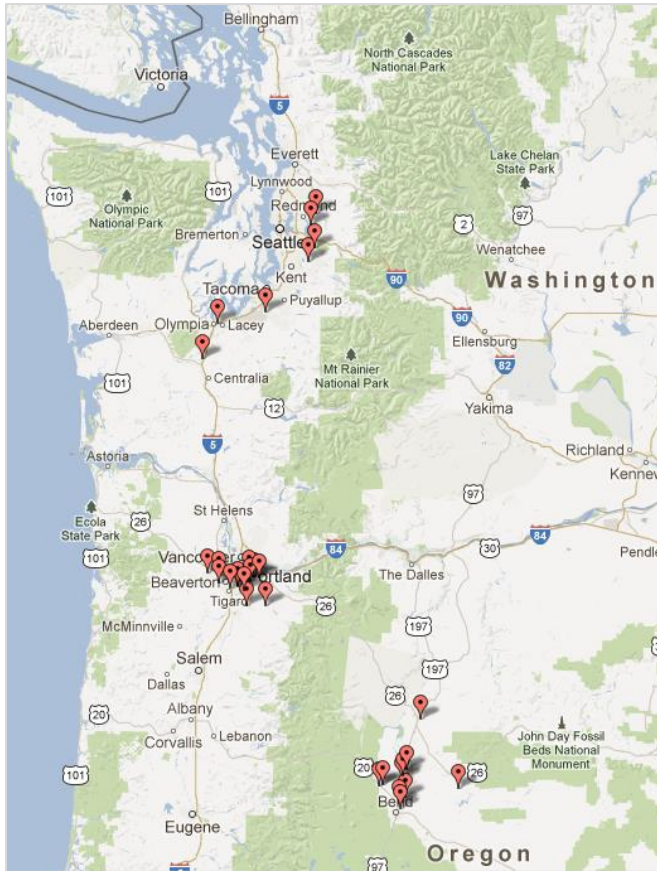 Bellingham
North Cascades
National Park
Victoria
5
Everett
Lake Chelan
State Park
101
Lynnwood
101
Olympic
National Park
Redmond
97
2
Bremerton
Seattle
Wenatchee
Kent
90
Washington
Tacoma
Puyallup
90
Olympia
Lacey
Aberdeen
Ellensburg
Mt Rainier
National Park
82
101
Centralia
12
Yakima
5
Richland
Astoria
97
St Helens
Ecola
State Park
26
84
84
30
101
Vancouver
Portland
Beaverton
The Dalles
Tigard
26
McMinnville
197
Salem
197
Dallas
26
20
Albany
Corvallis
Lebanon
John Day Fossil
Beds National
Monument
101
20
26
Bend
Eugene
Oregon
97